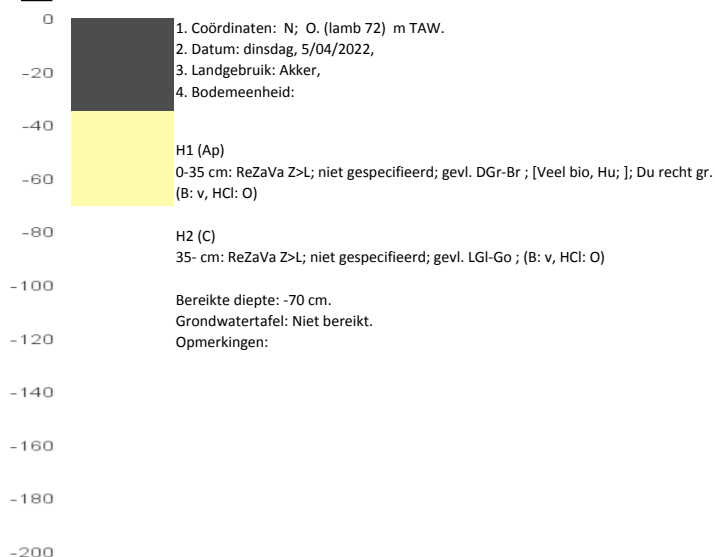 0
-20
-40
-60
-80
-100
-120
-140
-160
-180
-200
1. Coördinaten: N; O. (lamb 72) m TAW.
2. Datum: dinsdag, 5/04/2022,
3. Landgebruik: Akker,
4. Bodemeenheid:
H1 (Ap)
0-35 cm: ReZaVa Z>L; niet gespecifieerd; gevl. DGr-Br ; [Veel bio, Hu; ]; Du recht gr.
(B: v, HCl: O)
H2 (C)
35- cm: ReZaVa Z>L; niet gespecifieerd; gevl. LGl-Go ; (B: v, HCl: O)
Bereikte diepte: -70 cm.
Grondwatertafel: Niet bereikt.
Opmerkingen: